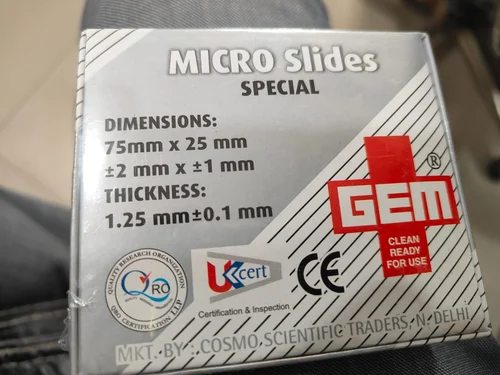 MICRO Slides
SPECIAL
DIMENSIONS:
75mm x 25 mm
±2 mm x ±1 mm
THICKNESS:
1.25 mm±0.1 mm
®
GEM
CLEAN
READY
FOR USE
QUALITY RESEARCH ORGANIZATION
QRO
QRO CERTIFICATION LLP
UKcert
Certification & Inspection
CE
MKT. BY : COSMO SCIENTIFIC TRADERS, N. DELHI